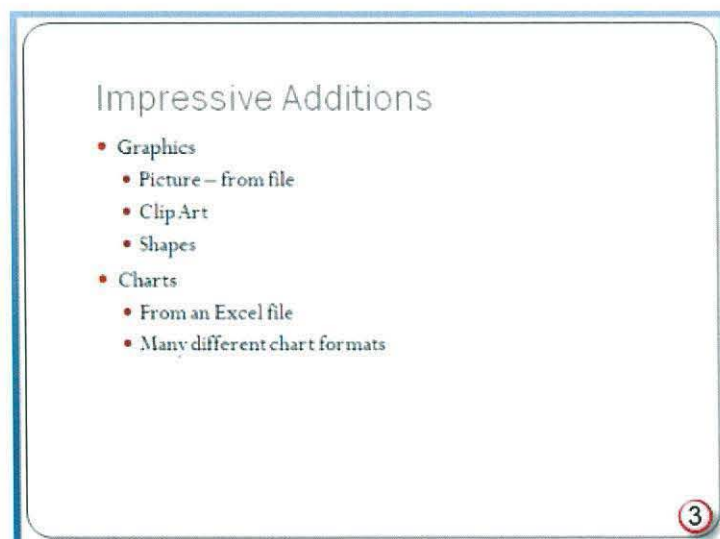 Impressive Additions
• Graphics
• Picture – from file
• Clip Art
• Shapes
• Charts
• From an Excel file
• Many different chart formats
3